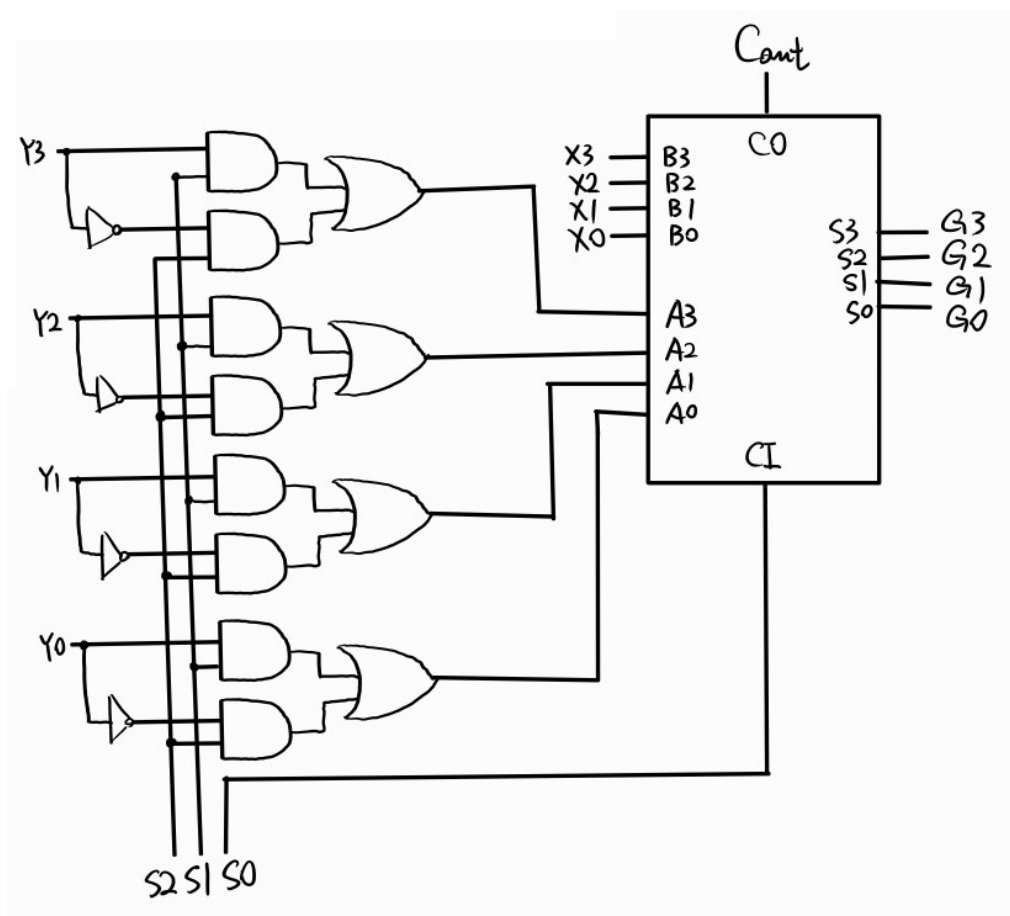 Cout
CO
Y3
X3 B3
X2 B2
X1 B1
X0 B0
S3 G3
S2 G2
S1 G1
S0 G0
Y2
A3
A2
A1
A0
CI
Y1
Y0
S2 S1 S0